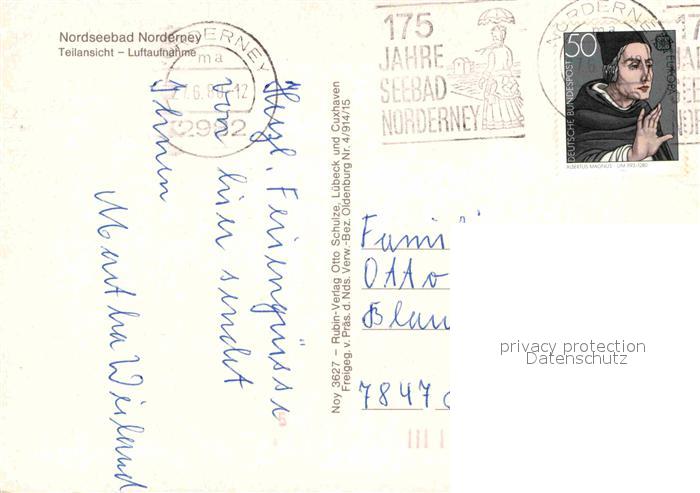 Nordseebad Norderney
Teilansicht – Luftaufnahme
NORDERNEY
ma
27.6.80-12
2982
175
JAHRE
SEEBAD
NORDERNEY
NORDERNEY
ma
50
DEUTSCHE BUNDESPOST
EUROPA
ALBERTUS MAGNUS · UM 1193-1280
Herzl. Feriengrüsse
von hier sendet
Ihnen
Martha Weiland
Noy 3627 – Rubin-Verlag Otto Schulze, Lübeck und Cuxhaven
Freigeg. v. Präs. d. Nds. Verw.-Bez. Oldenburg Nr. 4/914/15
Fami
Otto
Blau
7847
privacy protection
Datenschutz